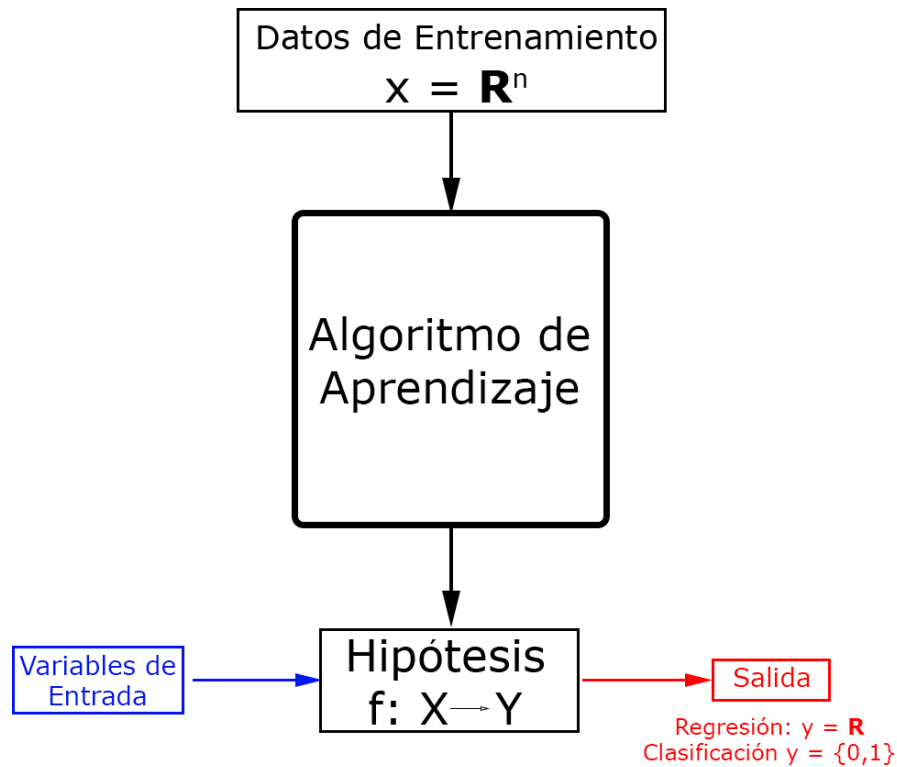 Datos de Entrenamiento
x = Rⁿ
Algoritmo de
Aprendizaje
Variables de
Entrada
Hipótesis
f: X→Y
Salida
Regresión: y = R
Clasificación y = {0,1}